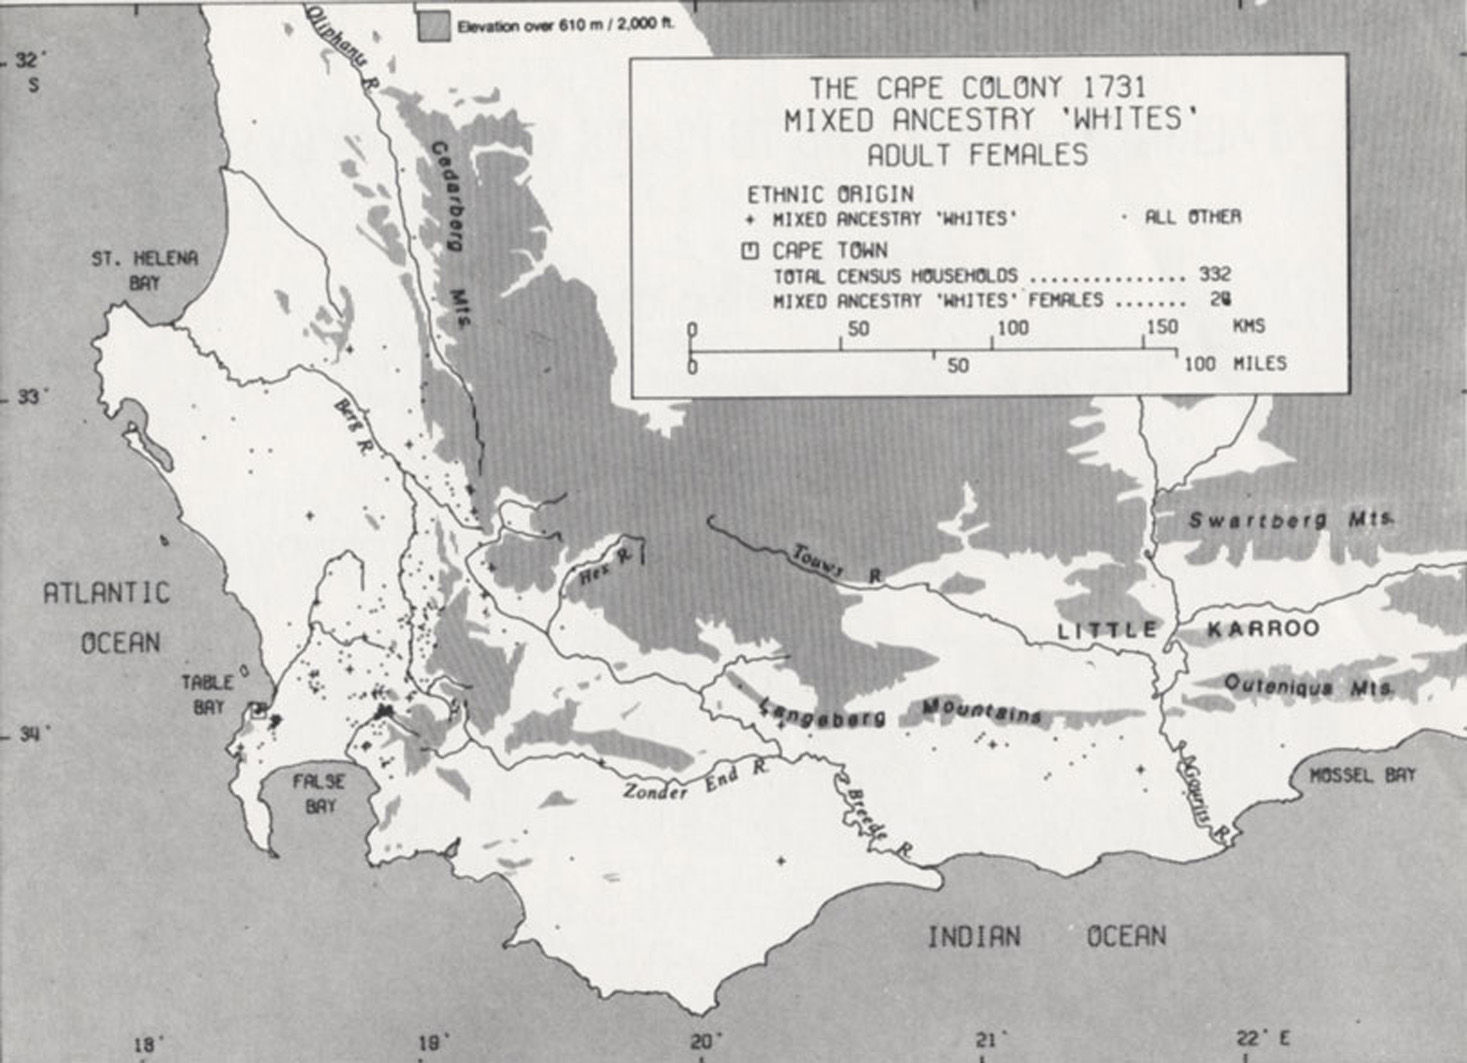 Elevation over 610 m / 2,000 ft.
Oliphants R.
32°
S
THE CAPE COLONY 1731
MIXED ANCESTRY 'WHITES'
ADULT FEMALES
ETHNIC ORIGIN
+ MIXED ANCESTRY 'WHITES' · ALL OTHER
CAPE TOWN
TOTAL CENSUS HOUSEHOLDS ............... 332
MIXED ANCESTRY 'WHITES' FEMALES .......
0 50 100 150 KMS
0 50 100 MILES
Cedarberg Mts.
ST. HELENA
BAY
33°
Berg R.
Swartberg Mts.
Touws R.
Hex R.
ATLANTIC
OCEAN
LITTLE KARROO
TABLE
BAY
Outeniqua Mts.
Langeberg Mountains
34°
FALSE
BAY
Zonder End R.
Breede R.
Gourits R.
MOSSEL BAY
INDIAN OCEAN
18° 19° 20° 21° 22° E